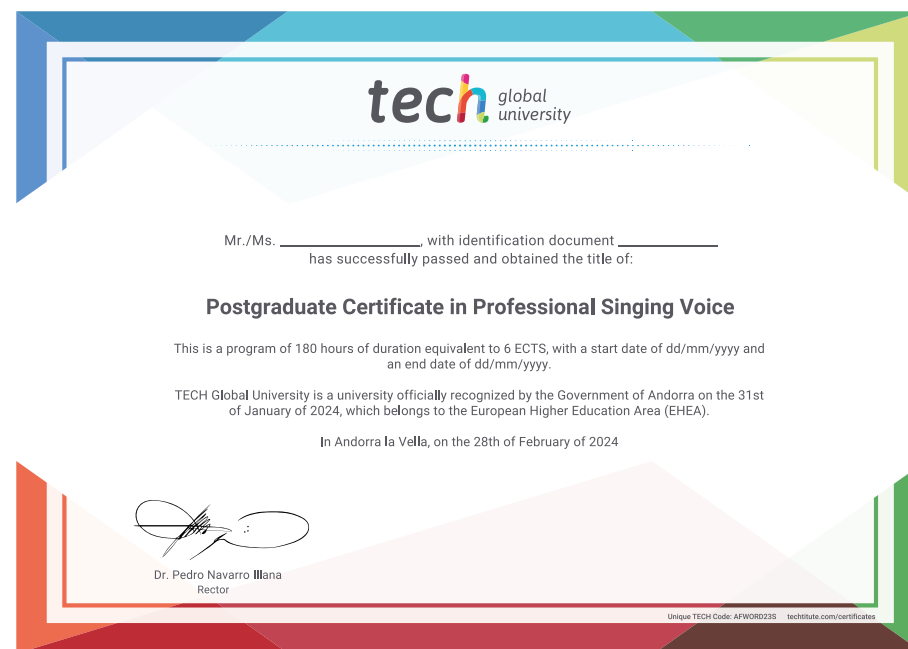 tech global university
Mr./Ms. ____________, with identification document ____________
has successfully passed and obtained the title of:
Postgraduate Certificate in Professional Singing Voice
This is a program of 180 hours of duration equivalent to 6 ECTS, with a start date of dd/mm/yyyy and
an end date of dd/mm/yyyy.
TECH Global University is a university officially recognized by the Government of Andorra on the 31st
of January of 2024, which belongs to the European Higher Education Area (EHEA).
In Andorra la Vella, on the 28th of February of 2024
Dr. Pedro Navarro Illana
Rector
Unique TECH Code: AFWORD23S techtitute.com/certificates